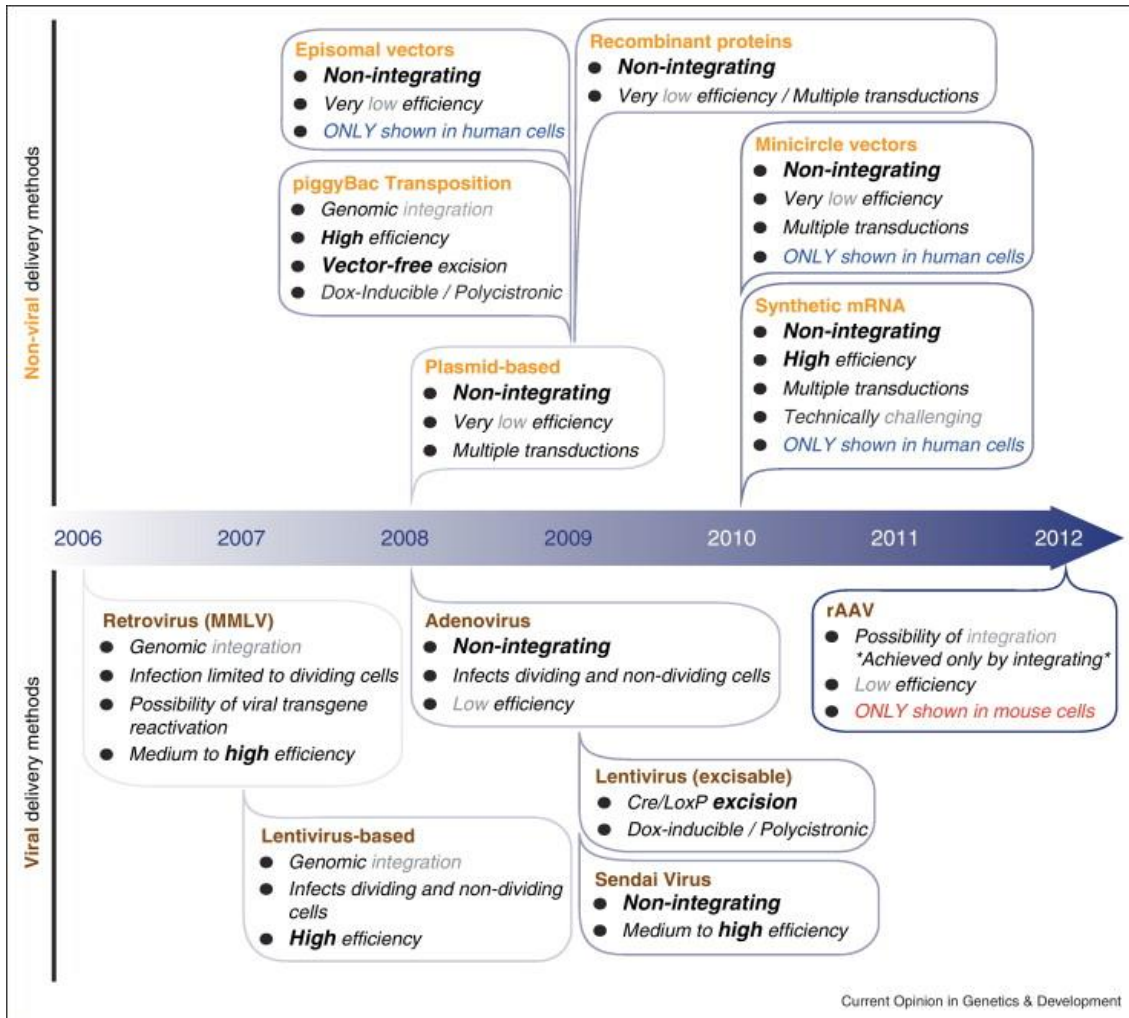 Non-viral delivery methods
Episomal vectors
● Non-integrating
● Very low efficiency
● ONLY shown in human cells
Recombinant proteins
● Non-integrating
● Very low efficiency / Multiple transductions
piggyBac Transposition
● Genomic integration
● High efficiency
● Vector-free excision
● Dox-Inducible / Polycistronic
Minicircle vectors
● Non-integrating
● Very low efficiency
● Multiple transductions
● ONLY shown in human cells
Plasmid-based
● Non-integrating
● Very low efficiency
● Multiple transductions
Synthetic mRNA
● Non-integrating
● High efficiency
● Multiple transductions
● Technically challenging
● ONLY shown in human cells
2006 2007 2008 2009 2010 2011 2012
Viral delivery methods
Retrovirus (MMLV)
● Genomic integration
● Infection limited to dividing cells
● Possibility of viral transgene
reactivation
● Medium to high efficiency
Adenovirus
● Non-integrating
● Infects dividing and non-dividing cells
● Low efficiency
rAAV
● Possibility of integration
*Achieved only by integrating*
● Low efficiency
● ONLY shown in mouse cells
Lentivirus-based
● Genomic integration
● Infects dividing and non-dividing
cells
● High efficiency
Lentivirus (excisable)
● Cre/LoxP excision
● Dox-inducible / Polycistronic
Sendai Virus
● Non-integrating
● Medium to high efficiency
Current Opinion in Genetics & Development